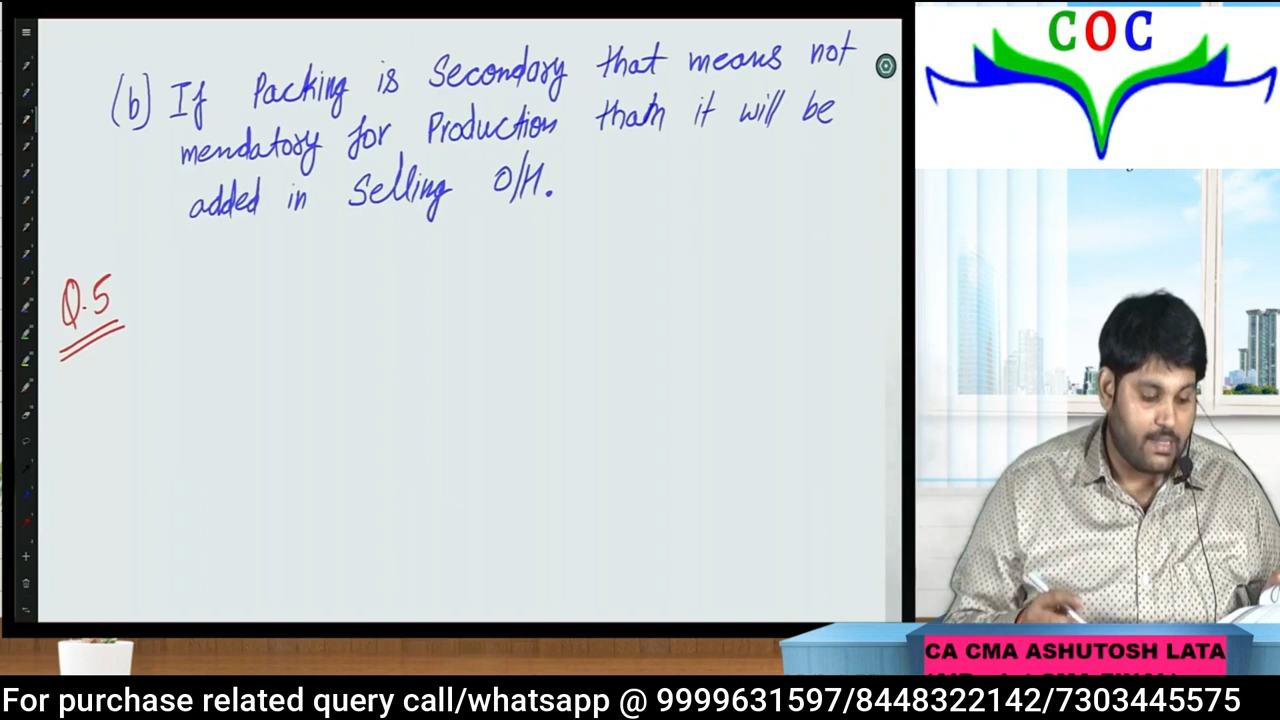 (b) If Packing is Secondary that means not
mendatory for Production than it will be
added in Selling O/H.
Q.5
COC
CA CMA ASHUTOSH LATA
For purchase related query call/whatsapp @ 9999631597/8448322142/7303445575